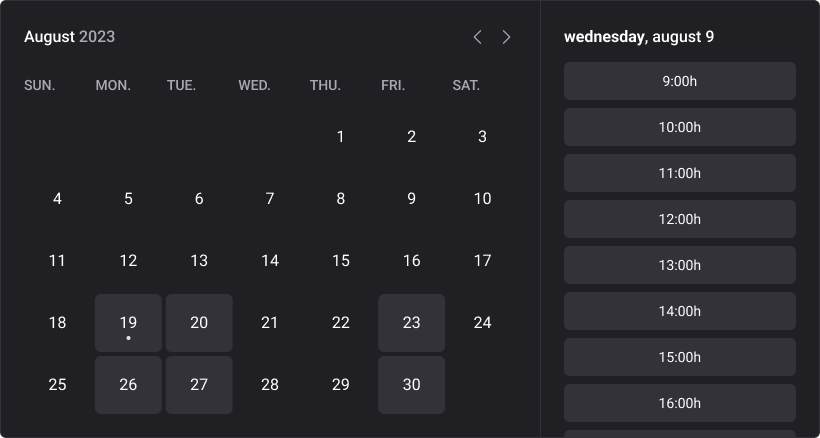 August 2023
SUN. MON. TUE. WED. THU. FRI. SAT.
1 2 3
4 5 6 7 8 9 10
11 12 13 14 15 16 17
18 19 20 21 22 23 24
25 26 27 28 29 30
wednesday, august 9
9:00h
10:00h
11:00h
12:00h
13:00h
14:00h
15:00h
16:00h